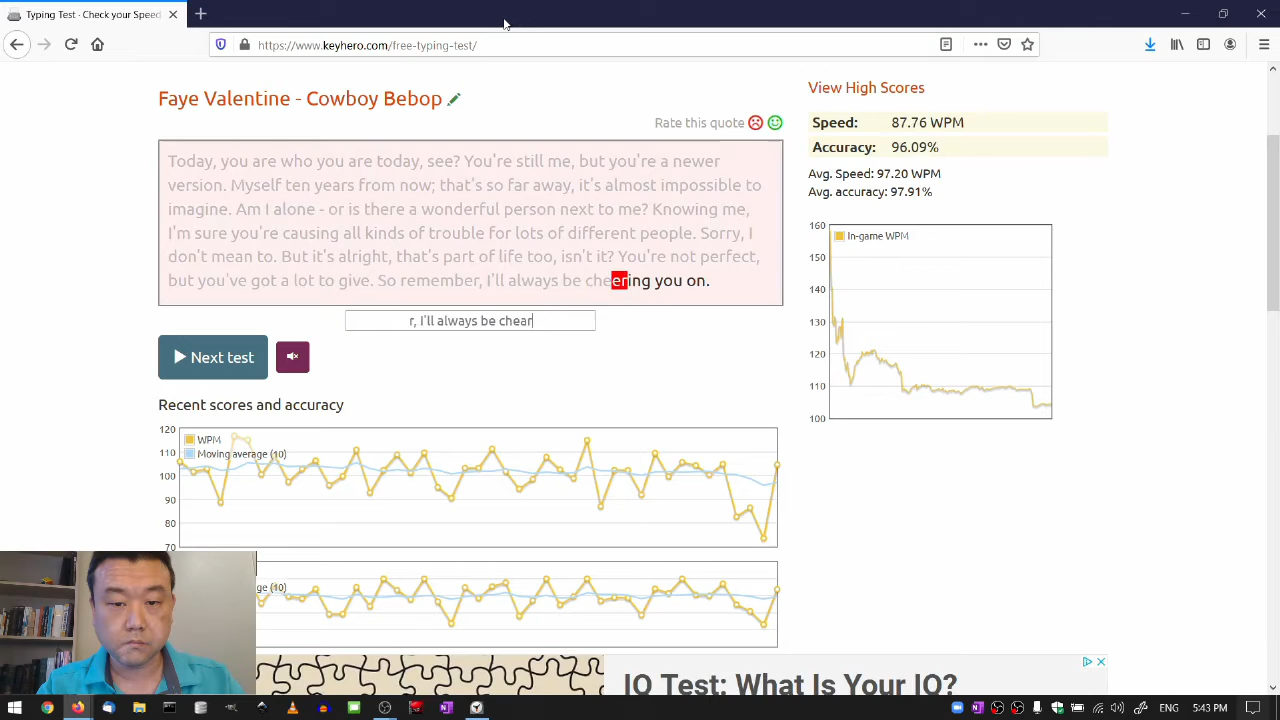 Typing Test - Check your Speed
https://www.keyhero.com/free-typing-test/
Faye Valentine - Cowboy Bebop
Rate this quote
Today, you are who you are today, see? You're still me, but you're a newer
version. Myself ten years from now; that's so far away, it's almost impossible to
imagine. Am I alone - or is there a wonderful person next to me? Knowing me,
I'm sure you're causing all kinds of trouble for lots of different people. Sorry, I
don't mean to. But it's alright, that's part of life too, isn't it? You're not perfect,
but you've got a lot to give. So remember, I'll always be cheering you on.
r, I'll always be chear
Next test
Recent scores and accuracy
120
WPM
Moving average (10)
110
100
90
80
70
age (10)
View High Scores
Speed: 87.76 WPM
Accuracy: 96.09%
Avg. Speed: 97.20 WPM
Avg. accuracy: 97.91%
160
In-game WPM
150
140
130
120
110
100
IQ Test: What Is Your IQ?
ENG
5:43 PM